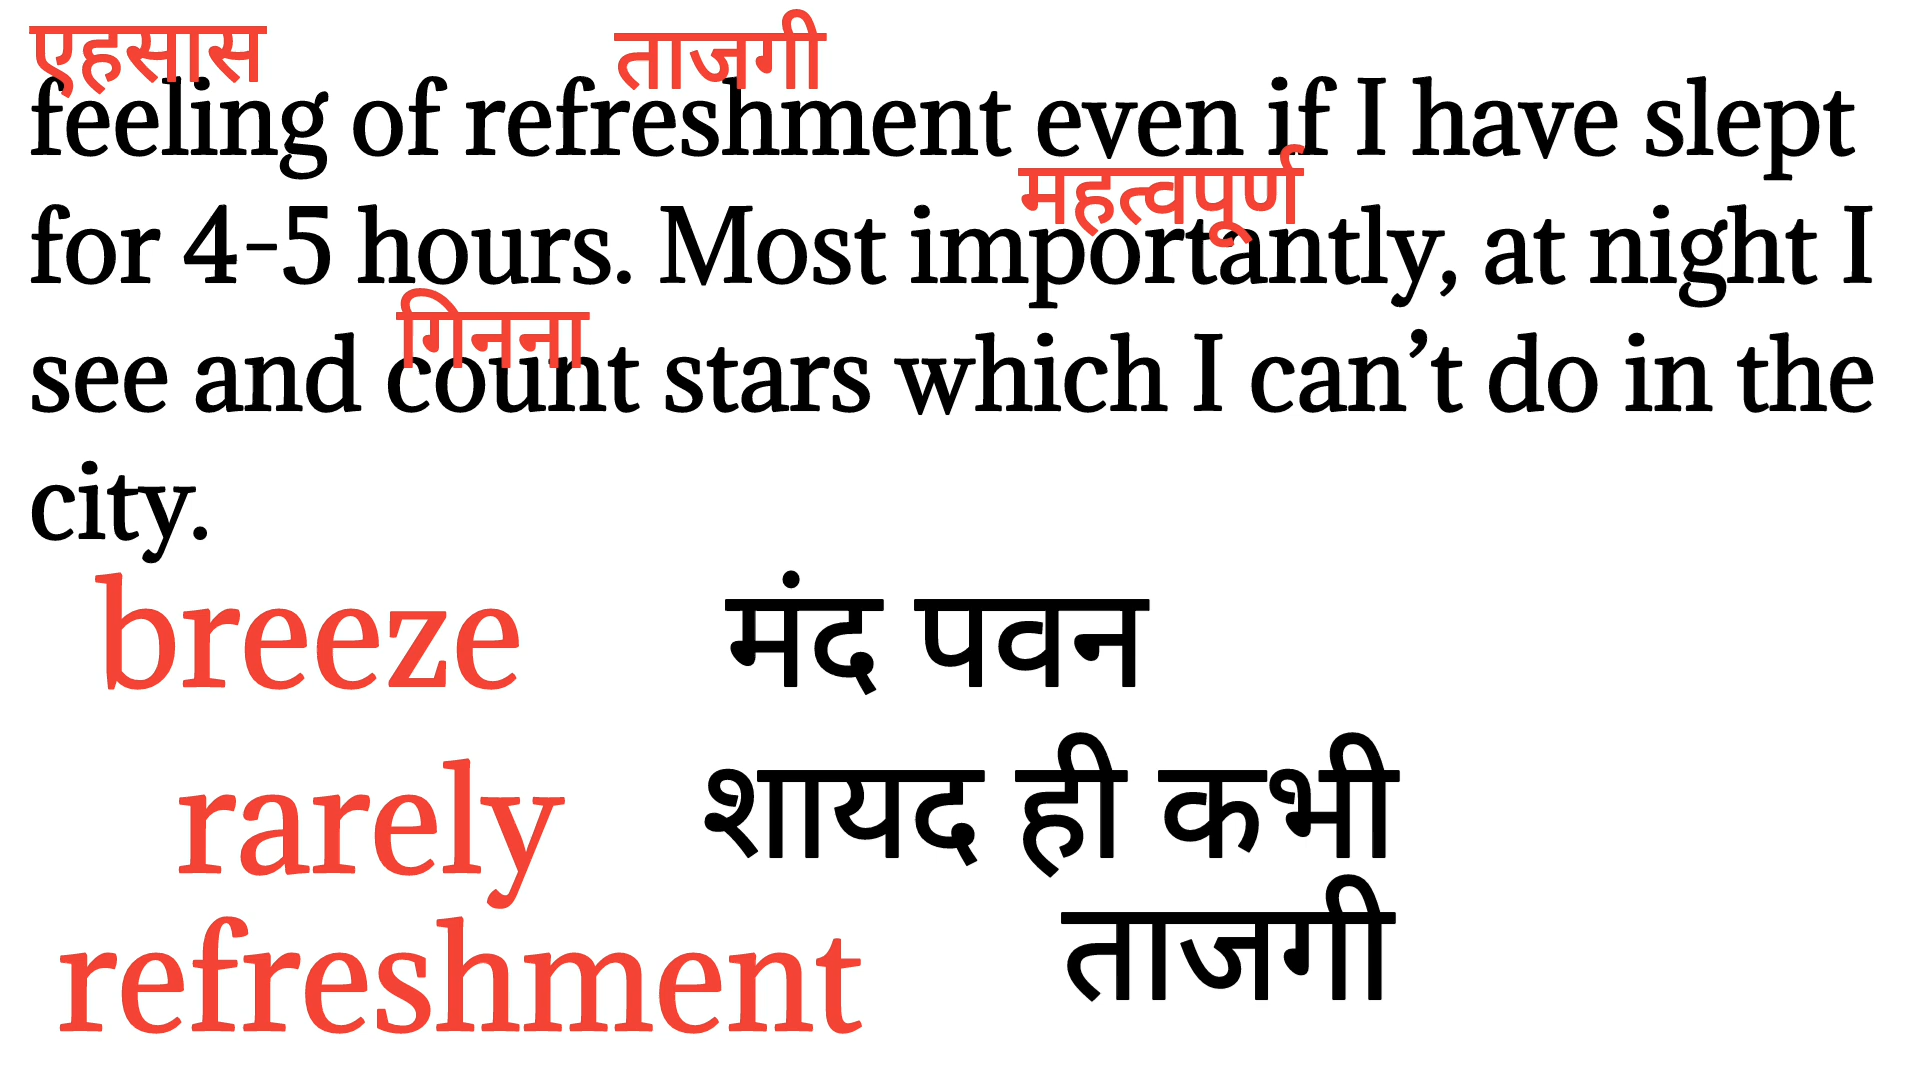 एहसास ताजगी
feeling of refreshment even if I have slept
महत्वपूर्ण
for 4-5 hours. Most importantly, at night I
गिनना
see and count stars which I can’t do in the
city.
breeze मंद पवन
rarely शायद ही कभी
refreshment ताजगी